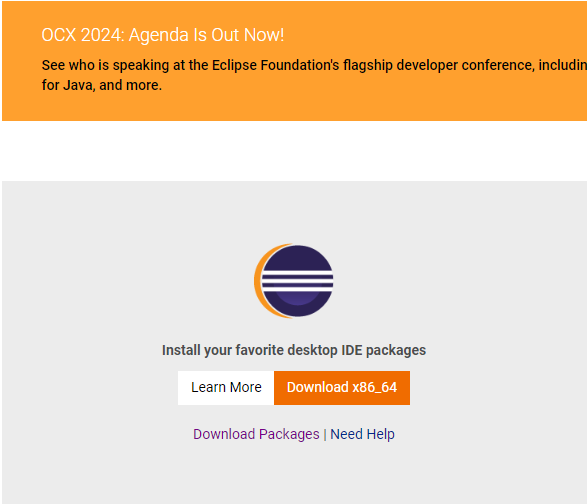 OCX 2024: Agenda Is Out Now!
See who is speaking at the Eclipse Foundation's flagship developer conference,
for Java, and more.
Install your favorite desktop IDE packages
Learn More
Download x86_64
Download Packages | Need Help